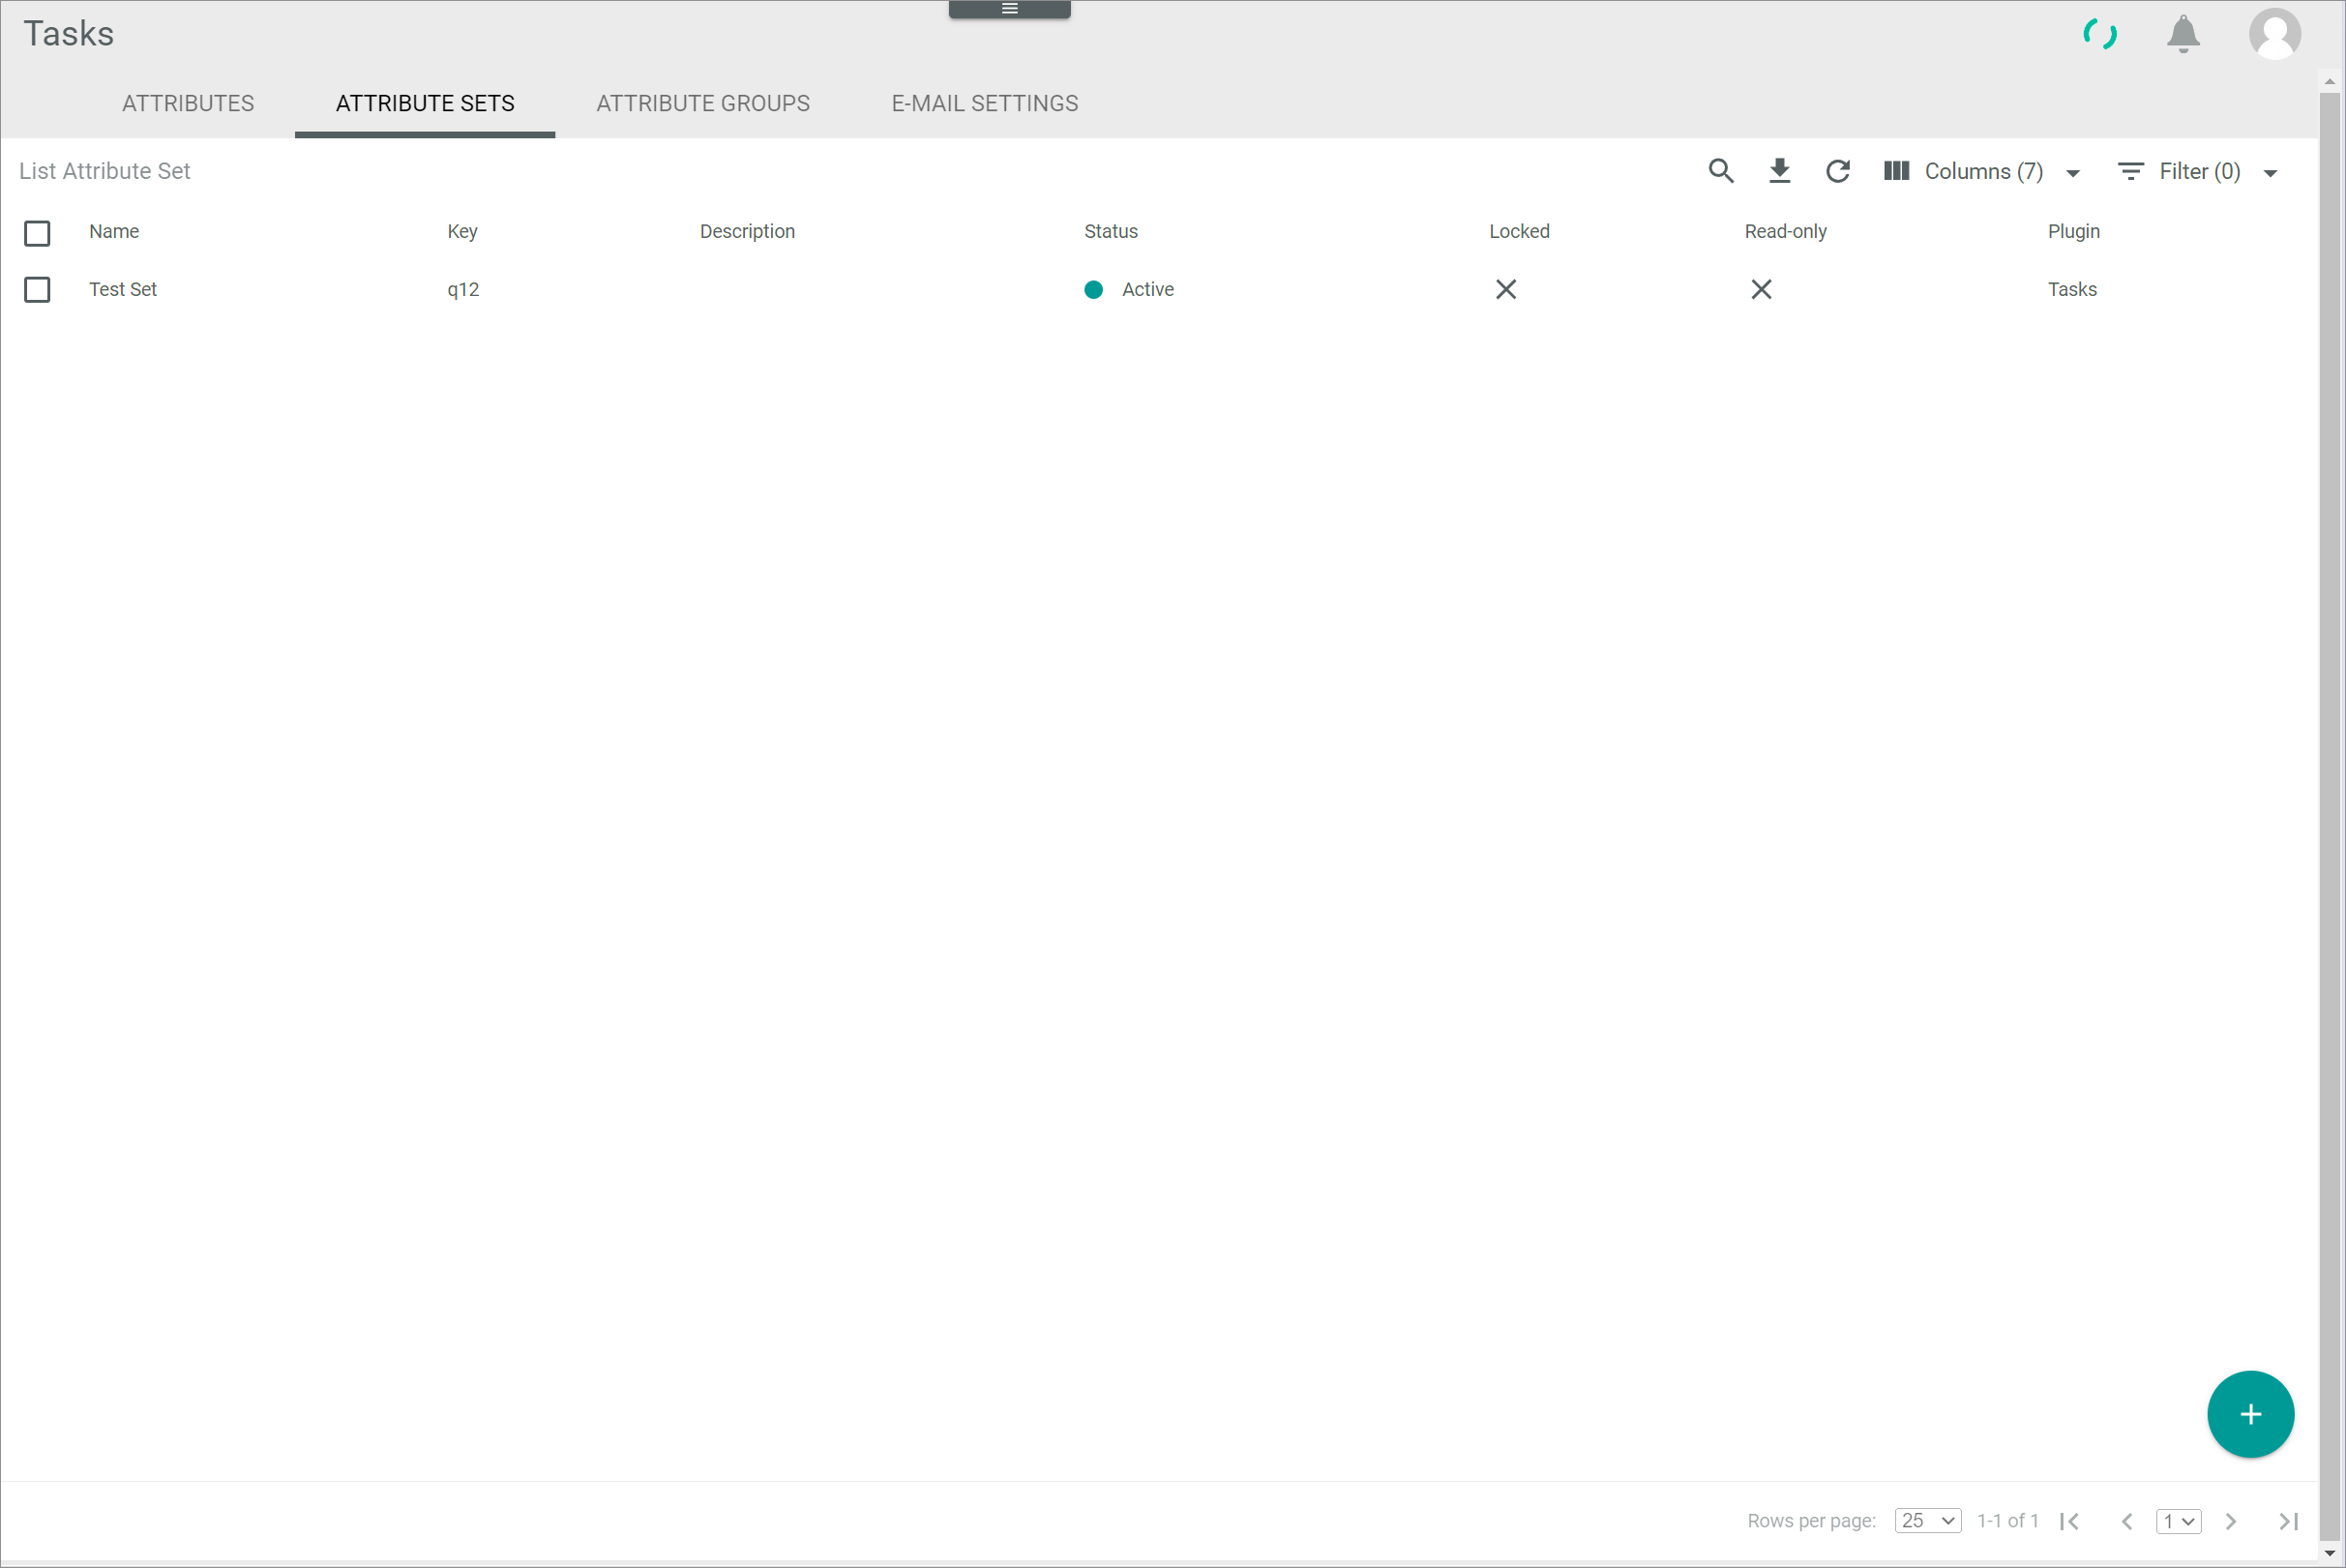 Tasks
ATTRIBUTES ATTRIBUTE SETS ATTRIBUTE GROUPS E-MAIL SETTINGS
List Attribute Set Columns (7) Filter (0)
Name Key Description Status Locked Read-only Plugin
Test Set q12 Active Tasks
Rows per page: 25 1-1 of 1 1